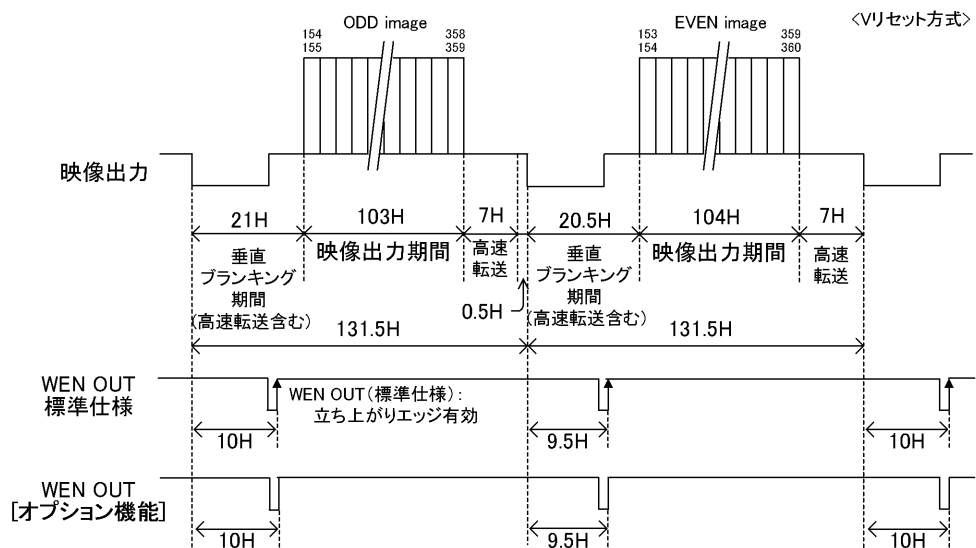 ODD image
EVEN image
〈Vリセット方式〉
154
155
358
359
153
154
359
360
映像出力
21H
103H
7H
20.5H
104H
7H
垂直
ブランキング
期間
(高速転送含む)
映像出力期間
高速
転送
0.5H
垂直
ブランキング
期間
(高速転送含む)
映像出力期間
高速
転送
131.5H
131.5H
WEN OUT
標準仕様
WEN OUT(標準仕様):
立ち上がりエッジ有効
10H
9.5H
10H
WEN OUT
[オプション機能]
10H
9.5H
10H